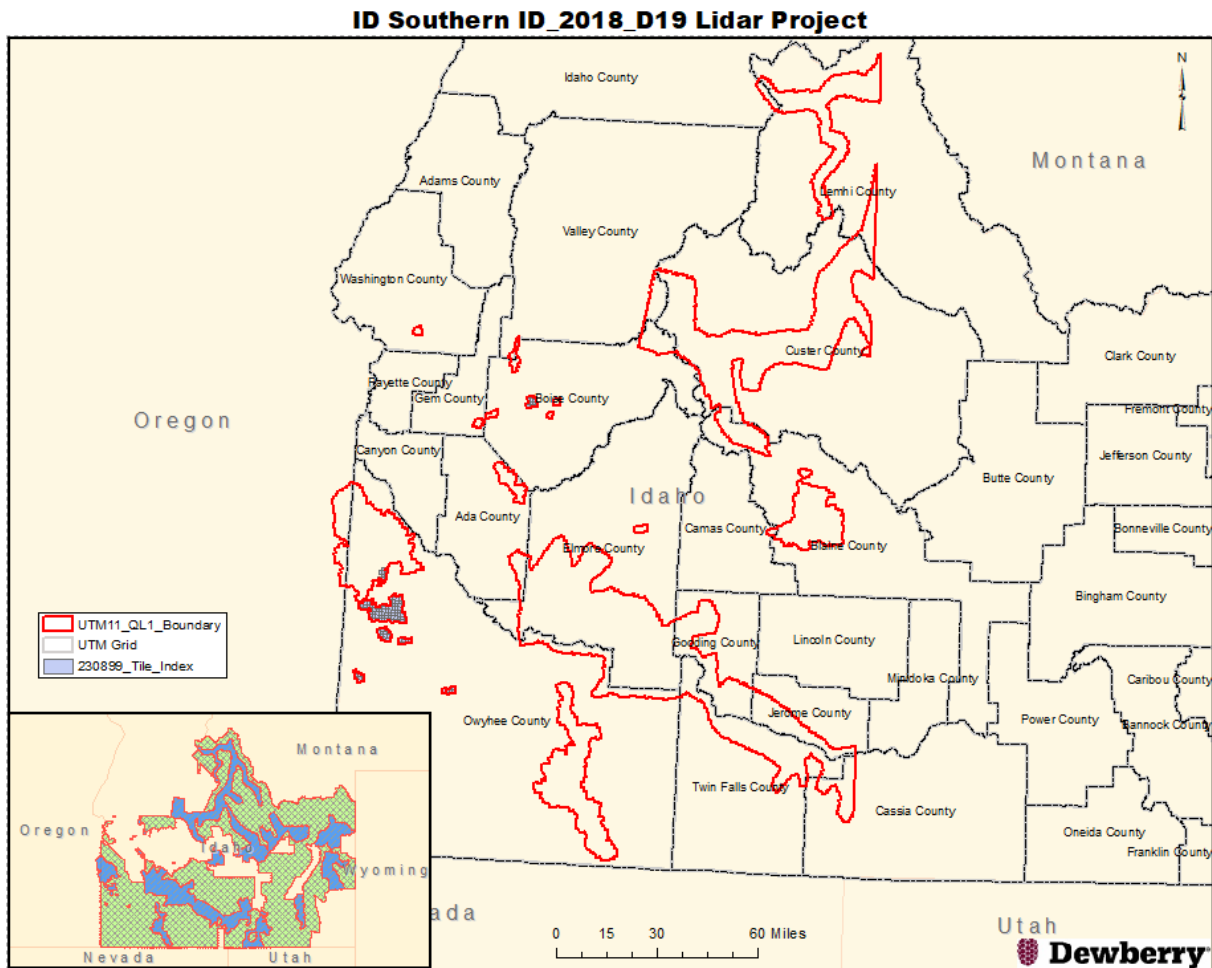 ID Southern ID_2018_D19 Lidar Project
Idaho County
N
Montana
Adams County
Lemhi County
Valley County
Washington County
Custer County
Clark County
Payette County
Gem County
Boise County
Fremont County
Oregon
Canyon County
Jefferson County
Butte County
Idaho
Ada County
Camas County
Bonneville County
Elmore County
Blaine County
Bingham County
UTM11_QL1_Boundary
UTM Grid
230899_Tile_Index
Gooding County
Lincoln County
Minidoka County
Caribou County
Owyhee County
Jerome County
Power County
Bannock County
Twin Falls County
Cassia County
Oneida County
Franklin County
Montana
Oregon
Idaho
Wyoming
Nevada
Utah
ada
Utah
0 15 30 60 Miles
Dewberry